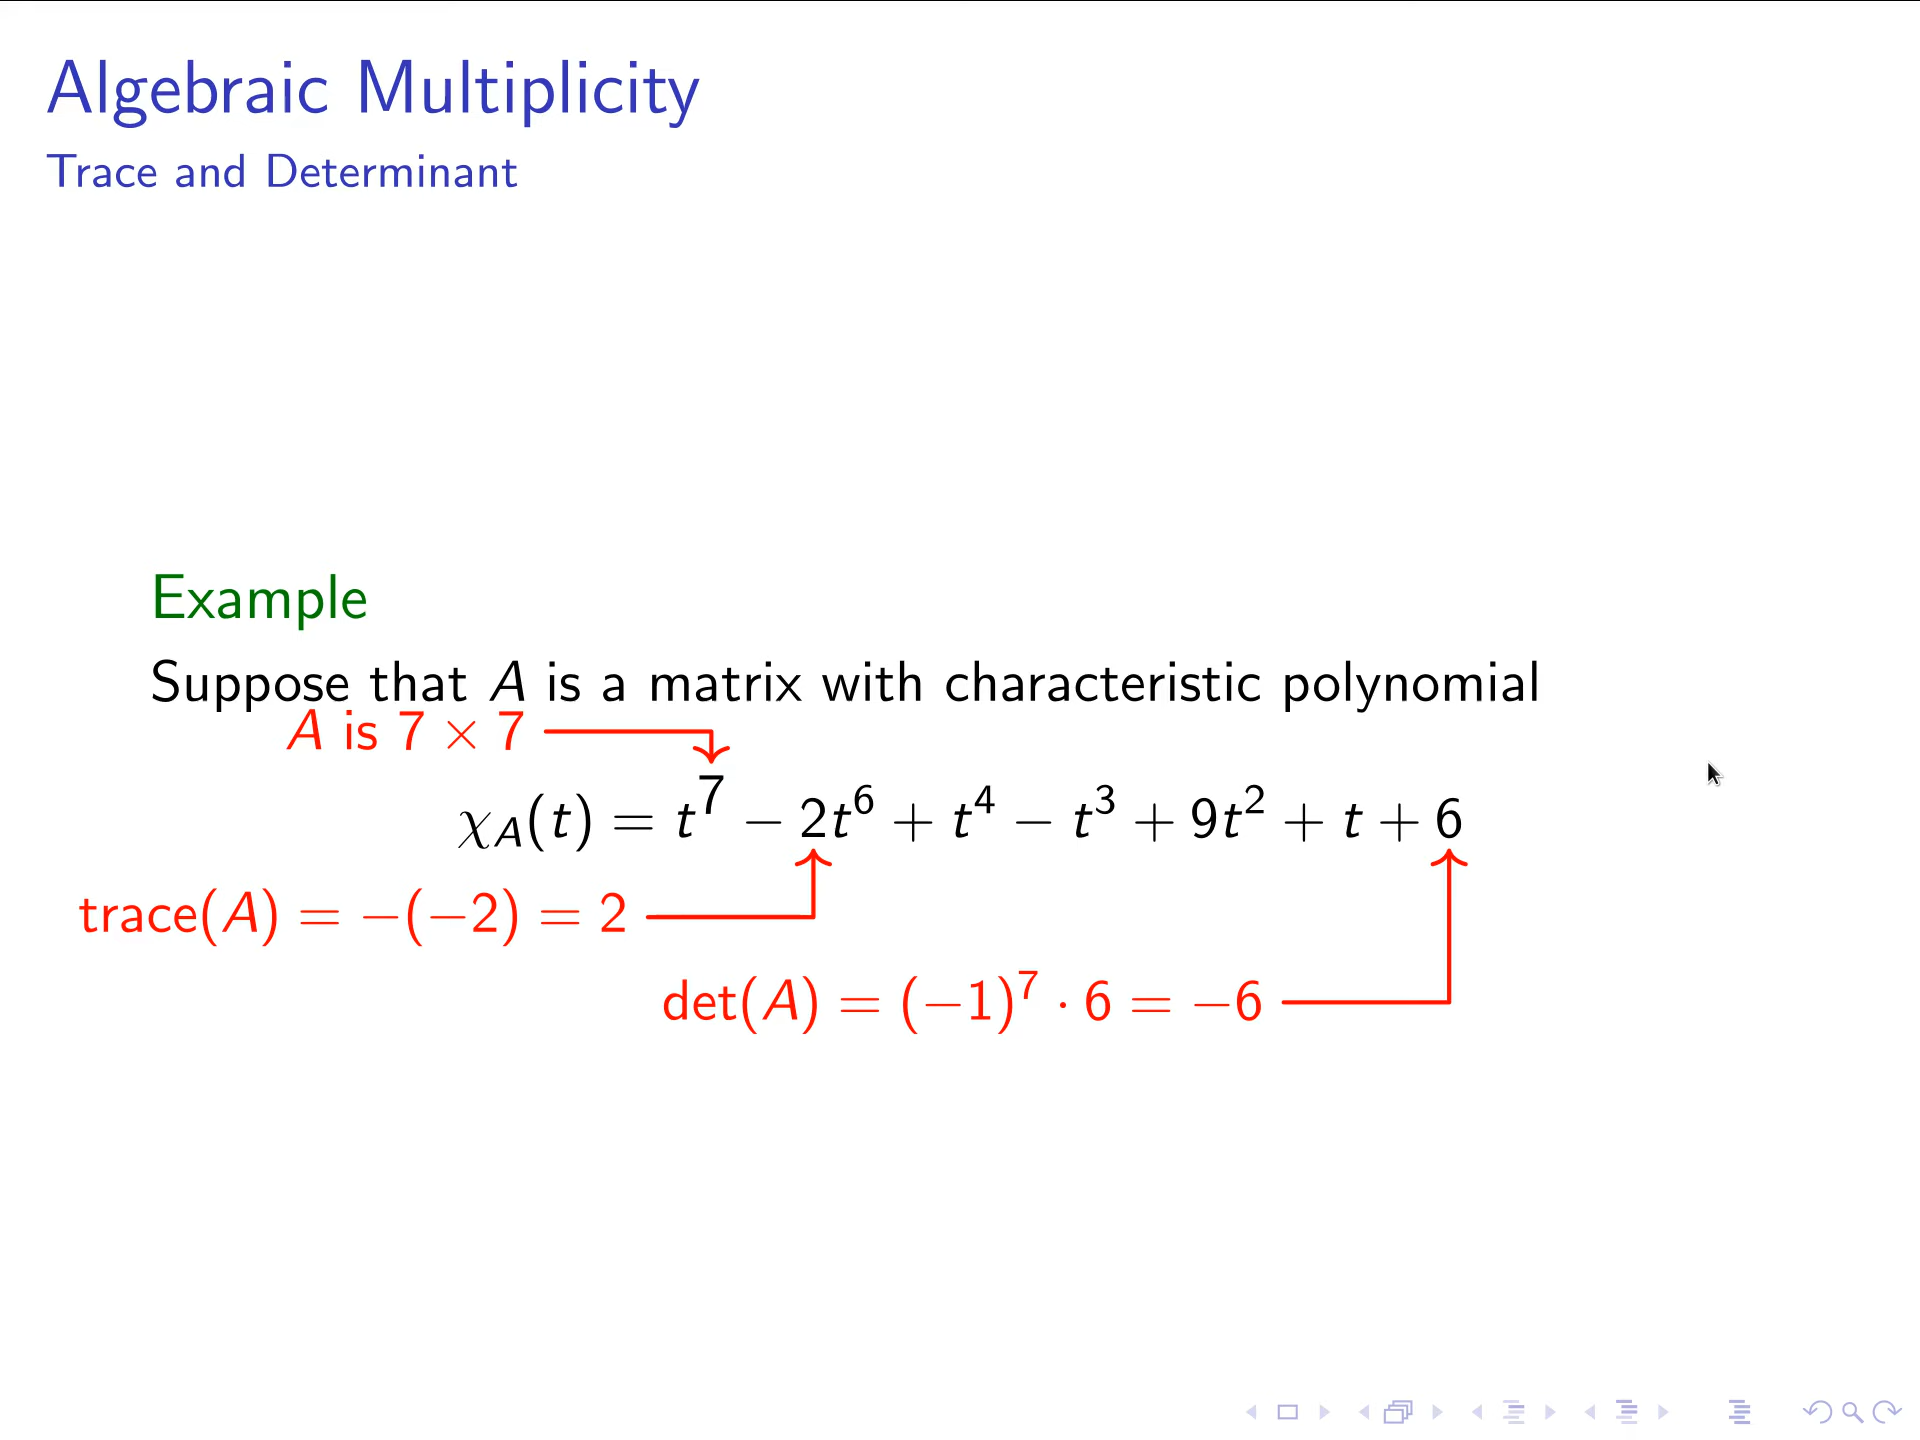 Algebraic Multiplicity
Trace and Determinant
Example
Suppose that A is a matrix with characteristic polynomial
A is 7 × 7
χ_A(t) = t^7 − 2t^6 + t^4 − t^3 + 9t^2 + t + 6
trace(A) = −(−2) = 2
det(A) = (−1)^7 · 6 = −6